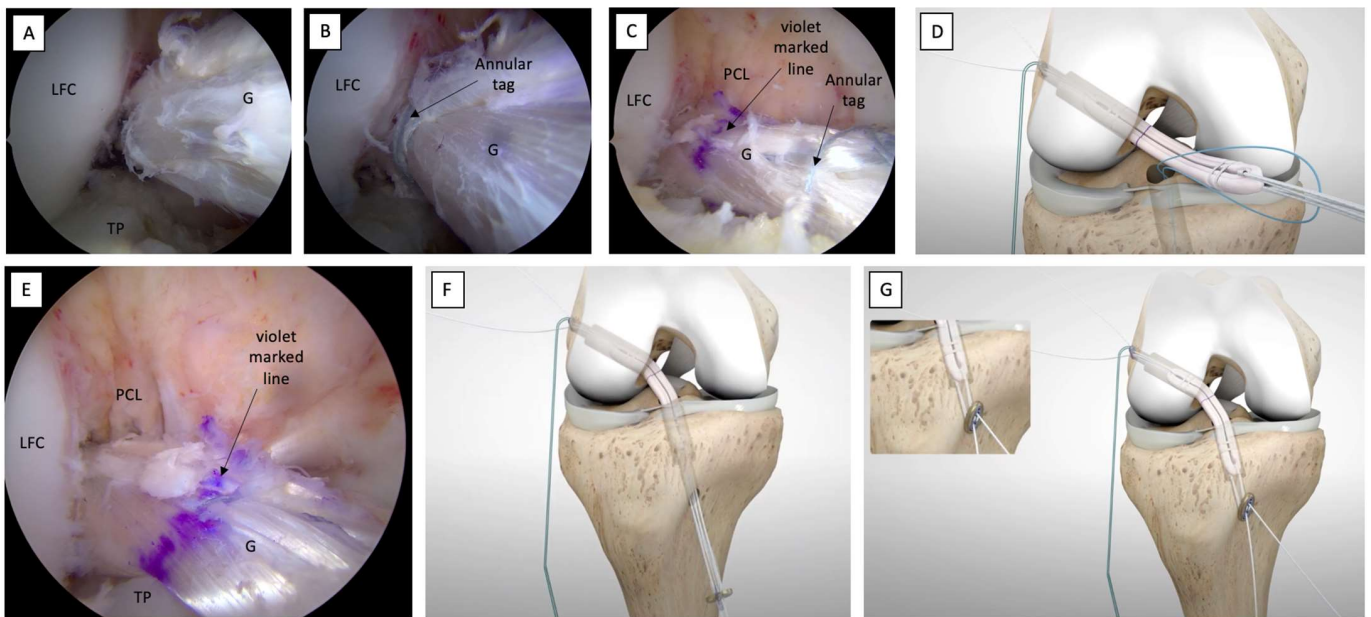 A
LFC
G
TP
B
LFC
Annular
tag
G
C
violet
marked
line
PCL
Annular
tag
LFC
G
D
E
violet
marked
line
PCL
LFC
G
TP
F
G